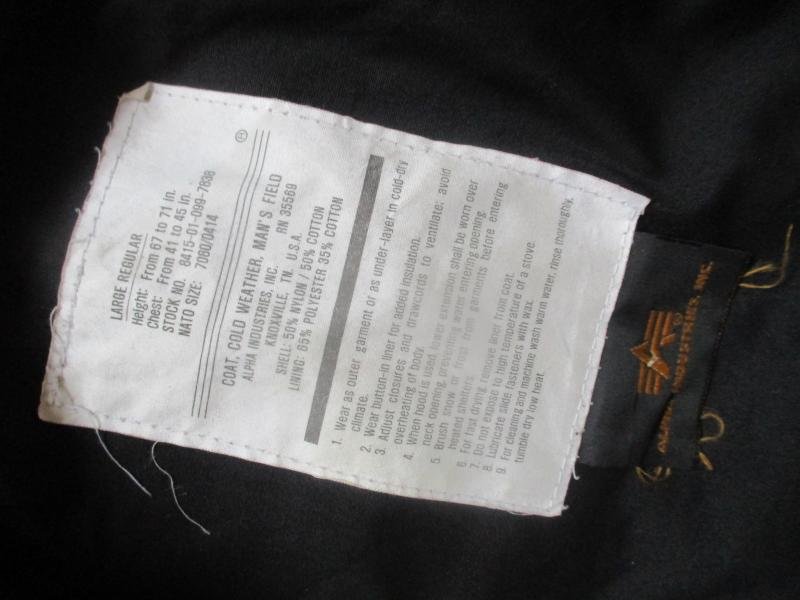 LARGE REGULAR
Height: From 67 to 71 in.
Chest: From 41 to 45 in.
STOCK NO. 8415-01-099-7838
NATO SIZE: 7080/0414
®
COAT, COLD WEATHER, MAN'S FIELD
ALPHA INDUSTRIES, INC.
KNOXVILLE, TN. U.S.A. RN 35569
SHELL: 50% NYLON / 50% COTTON
LINING: 65% POLYESTER 35% COTTON
1. Wear as outer garment or as under-layer in cold-dry
climate.
2. Wear button-in liner for added insulation.
3. Adjust closures and drawcords to ventilate; avoid
overheating of body.
4. When hood is used, lower extension shall be worn over
neck opening preventing water entering opening.
5. Brush snow or frost from garments before entering
heated shelters.
6. For fast drying, remove liner from coat.
7. Do not expose to high temperature of a stove.
8. Lubricate slide fasteners with wax.
9. For cleaning and machine wash warm water, rinse thoroughly,
tumble dry low heat.
®
ALPHA INDUSTRIES, INC.